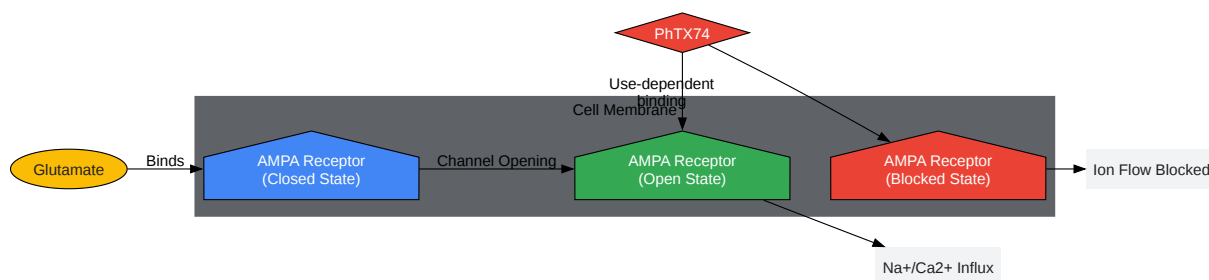 PhTX74
Use-dependent
binding
Cell Membrane
Glutamate
Binds
AMPA Receptor
(Closed State)
Channel Opening
AMPA Receptor
(Open State)
AMPA Receptor
(Blocked State)
Ion Flow Blocked
Na+/Ca2+ Influx